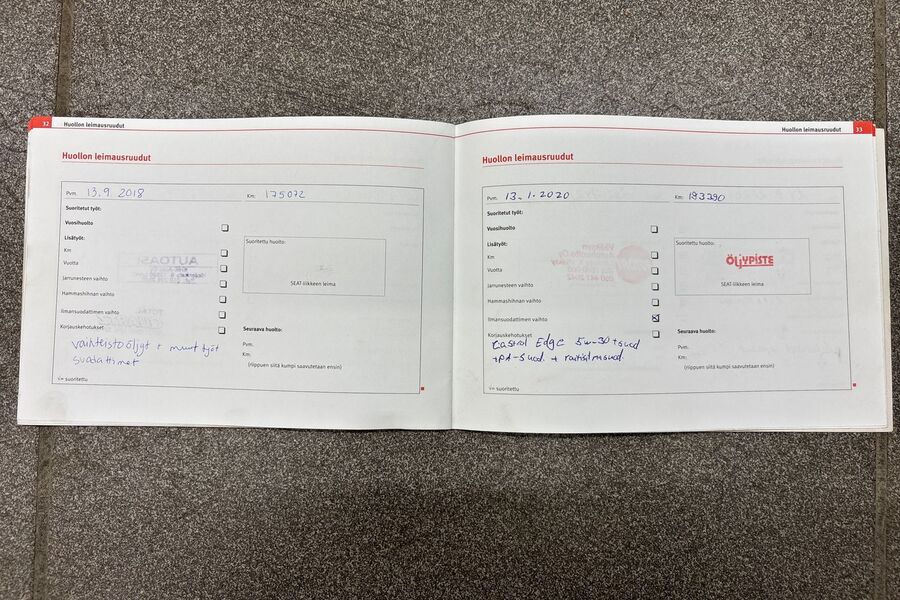 32 Huollon leimausruudut
Huollon leimausruudut
Pvm. 13.9.2018 Km: 175072
Suoritetut työt:
Vuosihuolto
Lisätyöt:
Km
Vuotta
Jarrunesteen vaihto
Hammashihnan vaihto
Ilmansuodattimen vaihto
Korjauskehotukset
vaihteistoöljyt + muut työt
suodattimet
√= suoritettu
Suoritettu huolto:
SEAT-liikkeen leima
Seuraava huolto:
Pvm.
Km:
(riippuen siitä kumpi saavutetaan ensin)
Huollon leimausruudut 33
Huollon leimausruudut
Pvm. 13.1.2020 Km: 193290
Suoritetut työt:
Vuosihuolto
Lisätyöt:
Km
Vuotta
Jarrunesteen vaihto
Hammashihnan vaihto
Ilmansuodattimen vaihto
Korjauskehotukset
Castrol Edge 5w-30 + suod
+PA-suod + raitisilmsuod
√= suoritettu
Suoritettu huolto:
ÖLJYPISTE
SEAT-liikkeen leima
Seuraava huolto:
Pvm.
Km:
(riippuen siitä kumpi saavutetaan ensin)